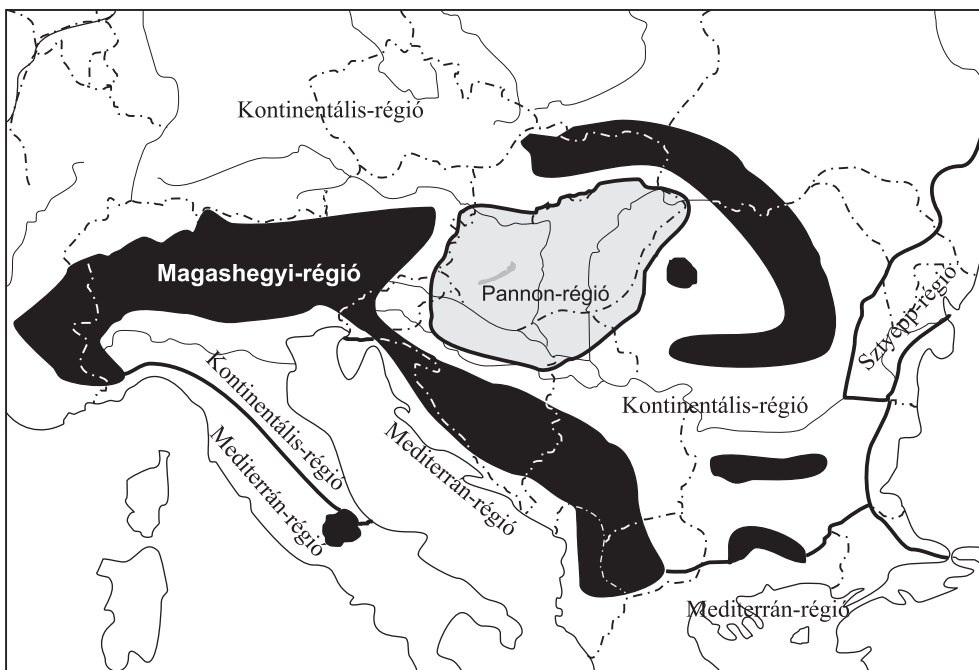 Kontinentális-régió
Magashegyi-régió
Pannon-régió
Sztyepp-régió
Kontinentális-régió
Kontinentális-régió
Mediterrán-régió
Mediterrán-régió
Mediterrán-régió